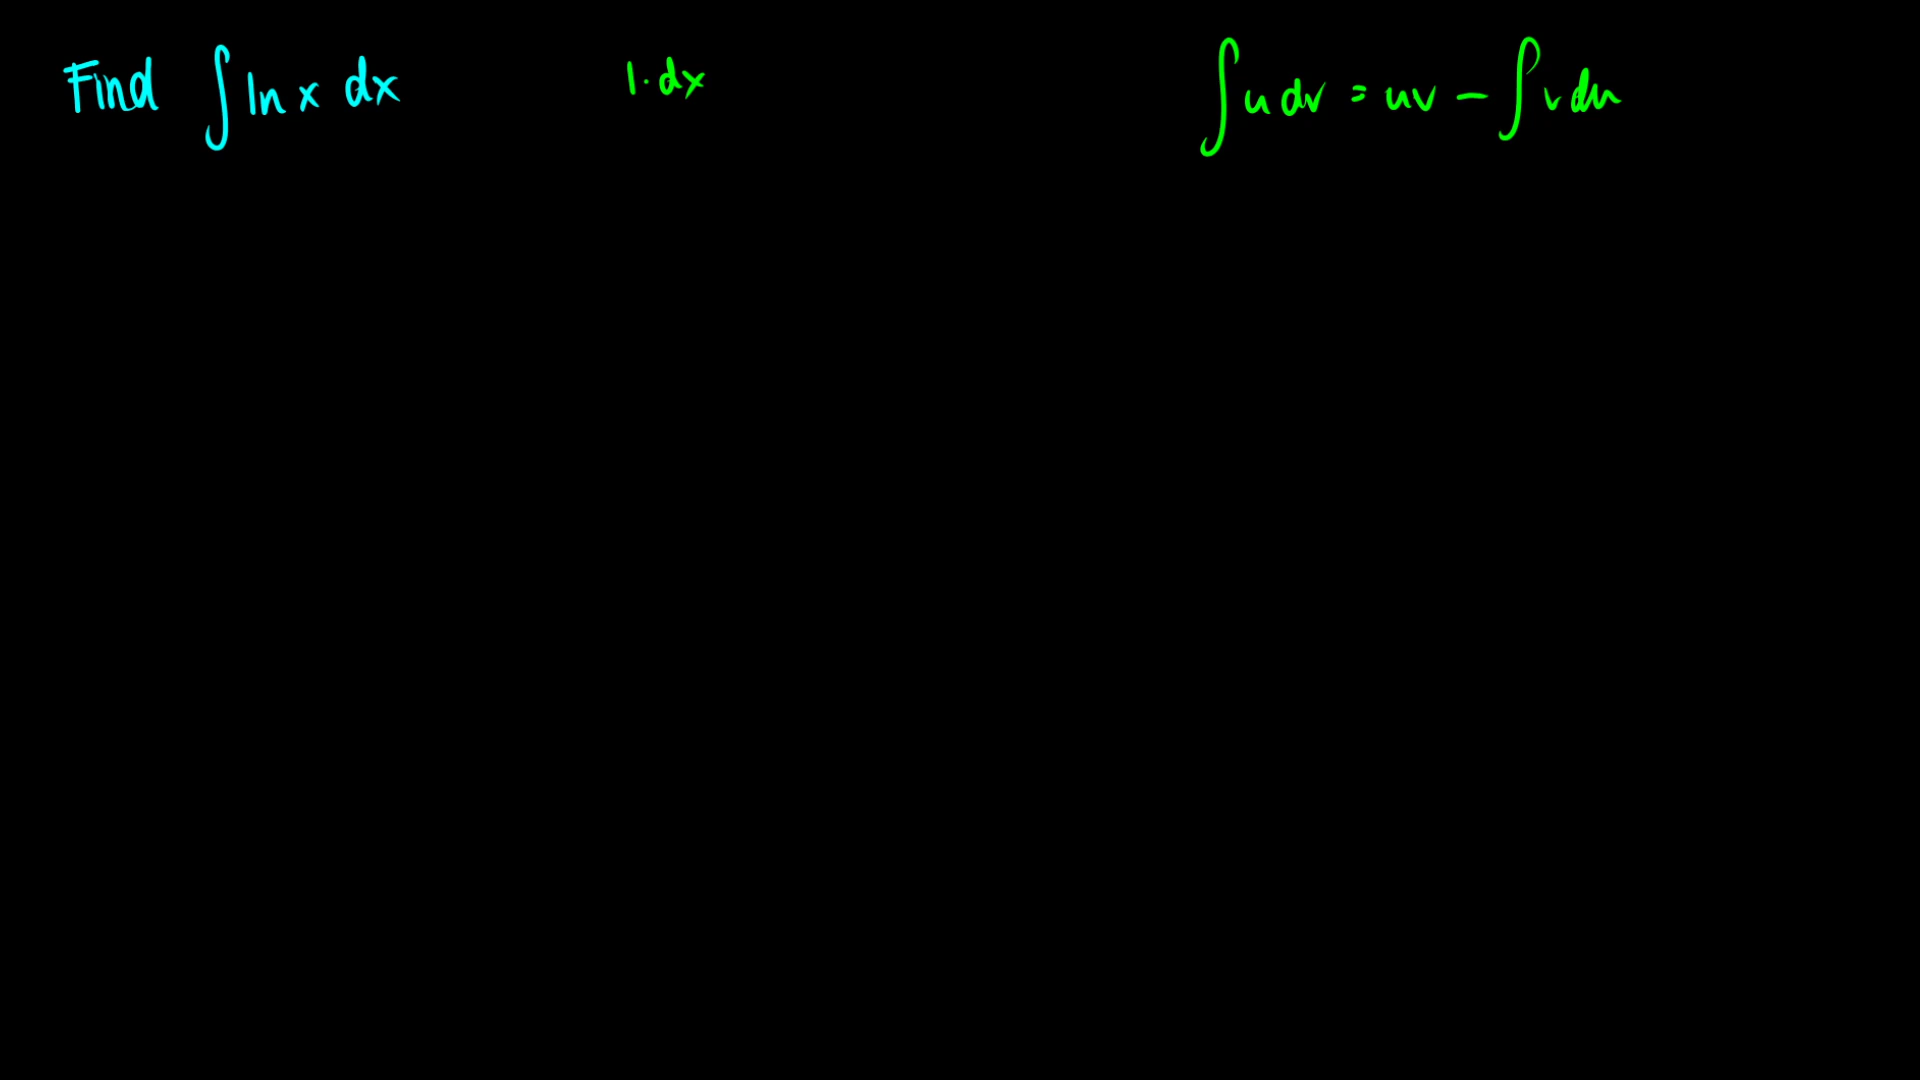 Find ∫ ln x dx 1·dx ∫ u dv = uv - ∫ v du